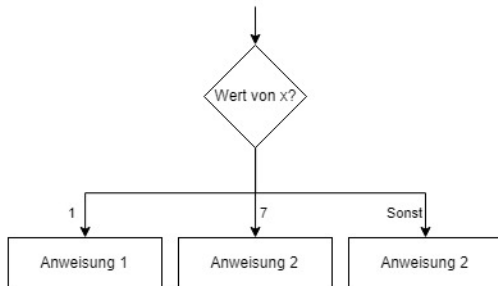 Wert von x?
1
7
Sonst
Anweisung 1
Anweisung 2
Anweisung 2